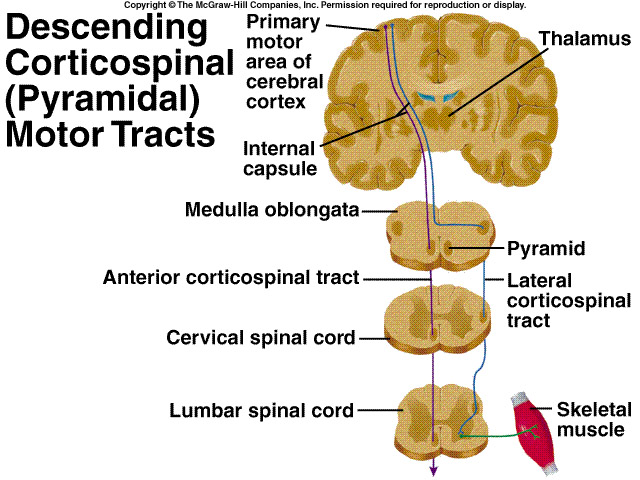 Copyright © The McGraw-Hill Companies, Inc. Permission required for reproduction or display.
Descending
Corticospinal
(Pyramidal)
Motor Tracts
Primary
motor
area of
cerebral
cortex
Thalamus
Internal
capsule
Medulla oblongata
Pyramid
Anterior corticospinal tract
Lateral
corticospinal
tract
Cervical spinal cord
Lumbar spinal cord
Skeletal
muscle